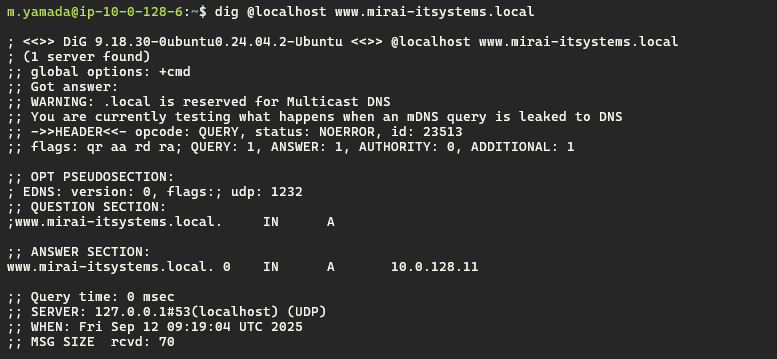 m.yamada@ip-10-0-128-6:~$ dig @localhost www.mirai-itsystems.local

; <<>> DiG 9.18.30-0ubuntu0.24.04.2-Ubuntu <<>> @localhost www.mirai-itsystems.local
; (1 server found)
;; global options: +cmd
;; Got answer:
;; WARNING: .local is reserved for Multicast DNS
;; You are currently testing what happens when an mDNS query is leaked to DNS
;; ->>HEADER<<- opcode: QUERY, status: NOERROR, id: 23513
;; flags: qr aa rd ra; QUERY: 1, ANSWER: 1, AUTHORITY: 0, ADDITIONAL: 1

;; OPT PSEUDOSECTION:
; EDNS: version: 0, flags:; udp: 1232
;; QUESTION SECTION:
;www.mirai-itsystems.local.     IN      A

;; ANSWER SECTION:
www.mirai-itsystems.local. 0    IN      A       10.0.128.11

;; Query time: 0 msec
;; SERVER: 127.0.0.1#53(localhost) (UDP)
;; WHEN: Fri Sep 12 09:19:04 UTC 2025
;; MSG SIZE  rcvd: 70